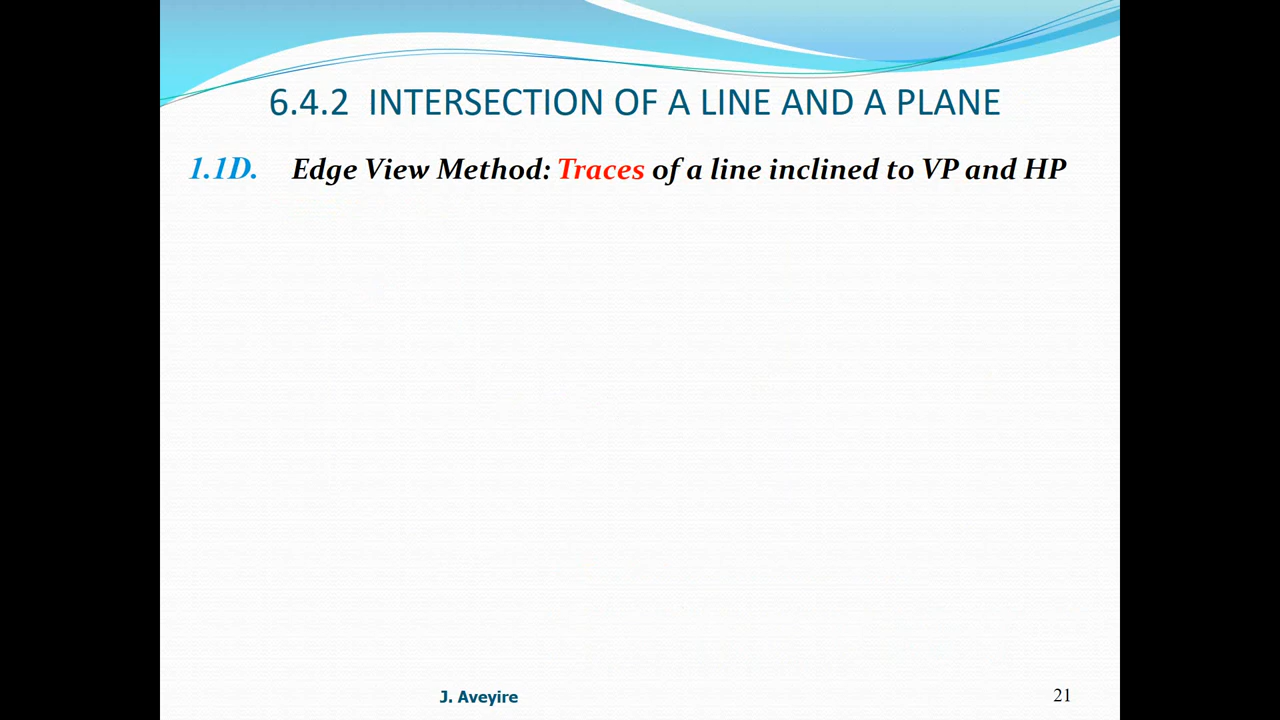 6.4.2 INTERSECTION OF A LINE AND A PLANE
1.1D. Edge View Method: Traces of a line inclined to VP and HP
J. Aveyire
21